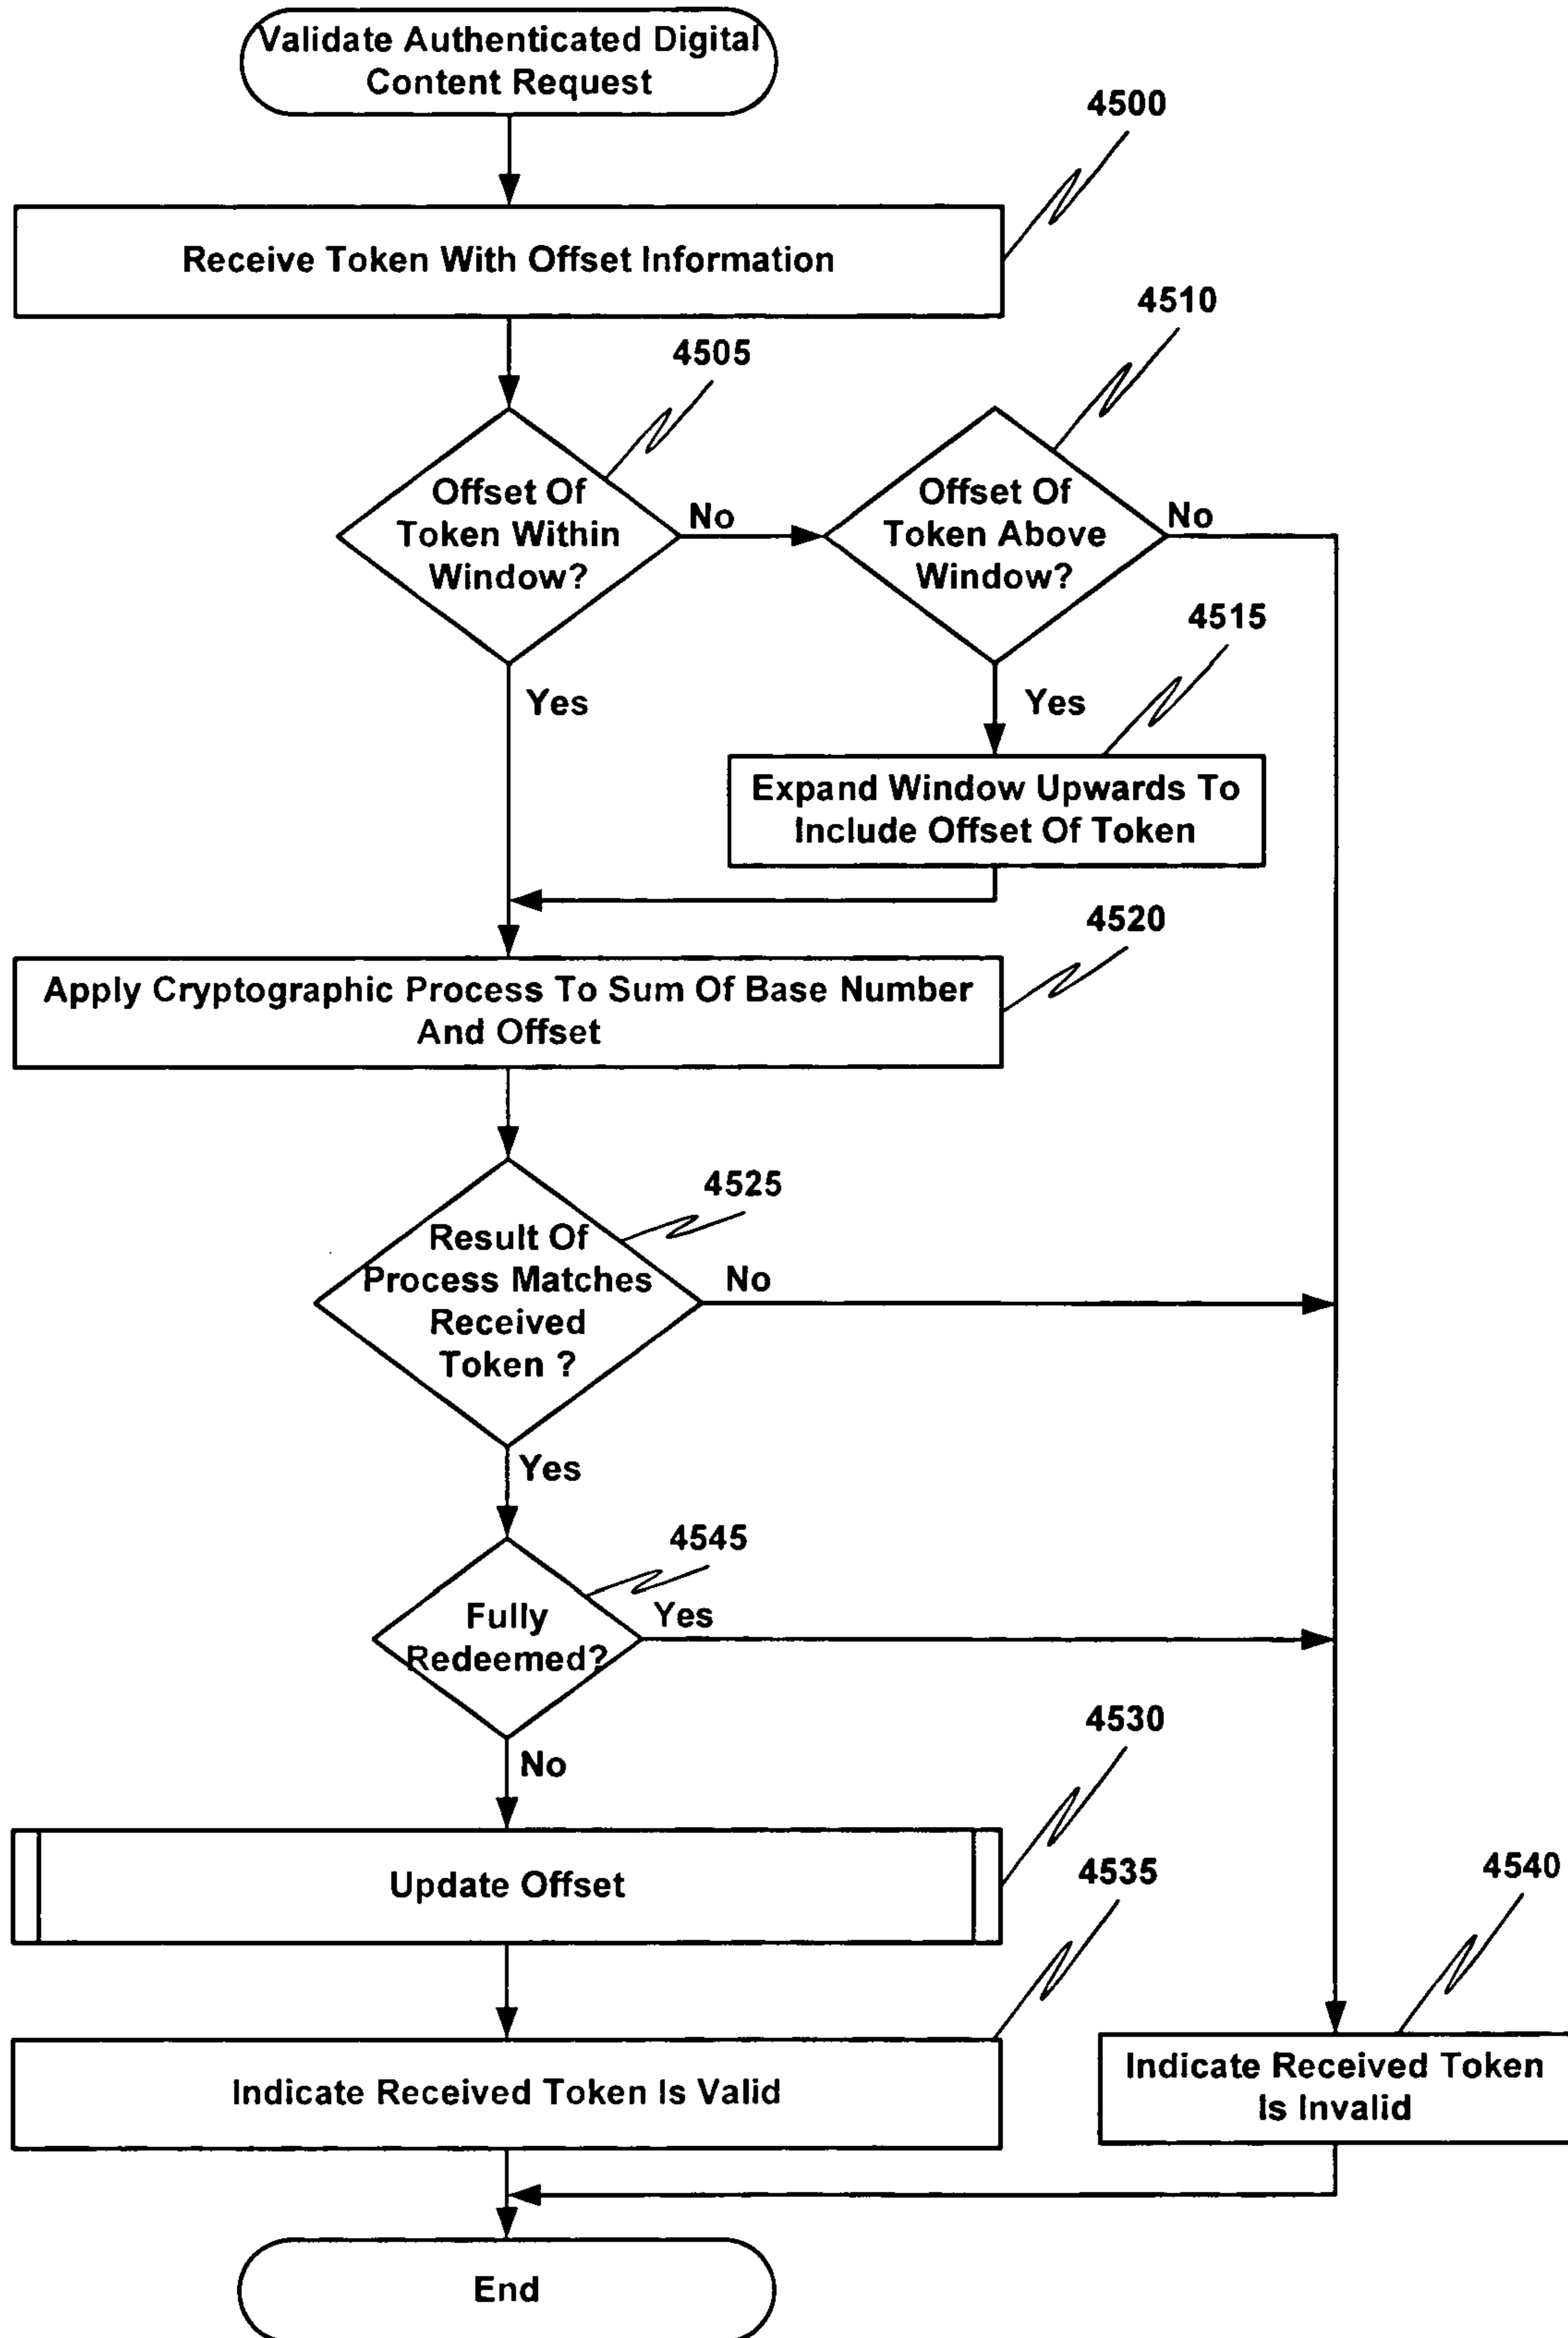 Validate Authenticated Digital
Content Request
4500
Receive Token With Offset Information
4510
4505
Offset Of
Token Within
Window?
No
Offset Of
Token Above
Window?
No
4515
Yes
Yes
Expand Window Upwards To
Include Offset Of Token
4520
Apply Cryptographic Process To Sum Of Base Number
And Offset
4525
Result Of
Process Matches
Received
Token ?
No
Yes
4545
Fully
Redeemed?
Yes
4530
No
Update Offset
4535
4540
Indicate Received Token Is Valid
Indicate Received Token
Is Invalid
End